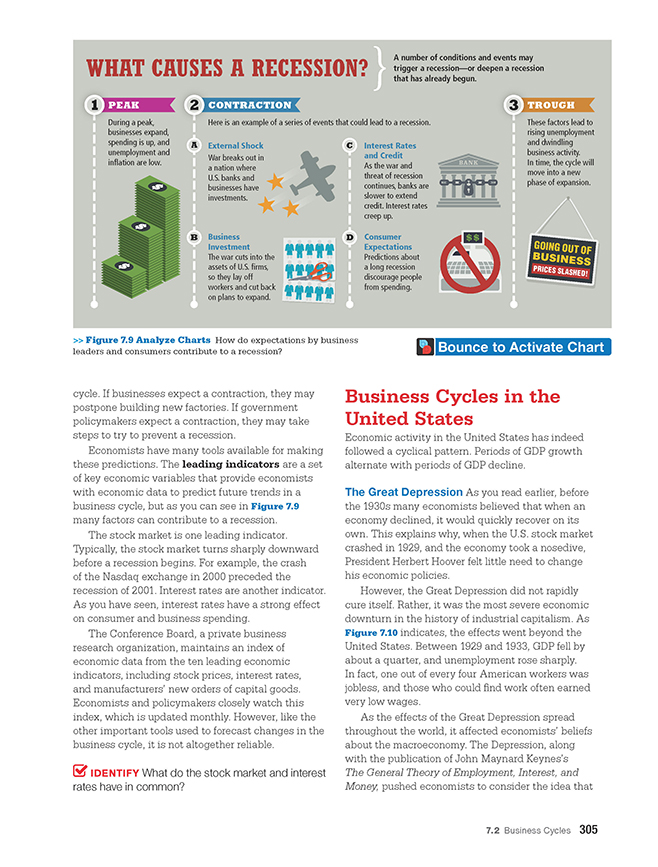 WHAT CAUSES A RECESSION?
A number of conditions and events may
trigger a recession—or deepen a recession
that has already begun.
1 PEAK
During a peak,
businesses expand,
spending is up, and
unemployment and
inflation are low.
$
$
$
2 CONTRACTION
Here is an example of a series of events that could lead to a recession.
A External Shock
War breaks out in
a nation where
U.S. banks and
businesses have
investments.
B Business
Investment
The war cuts into the
assets of U.S. firms,
so they lay off
workers and cut back
on plans to expand.
C Interest Rates
and Credit
As the war and
threat of recession
continues, banks are
slower to extend
credit. Interest rates
creep up.
BANK
D Consumer
Expectations
Predictions about
a long recession
discourage people
from spending.
$$
3 TROUGH
These factors lead to
rising unemployment
and dwindling
business activity.
In time, the cycle will
move into a new
phase of expansion.
GOING OUT OF
BUSINESS
PRICES SLASHED!
>> Figure 7.9 Analyze Charts How do expectations by business
leaders and consumers contribute to a recession?
Bounce to Activate Chart
cycle. If businesses expect a contraction, they may
postpone building new factories. If government
policymakers expect a contraction, they may take
steps to try to prevent a recession.
Economists have many tools available for making
these predictions. The leading indicators are a set
of key economic variables that provide economists
with economic data to predict future trends in a
business cycle, but as you can see in Figure 7.9
many factors can contribute to a recession.
The stock market is one leading indicator.
Typically, the stock market turns sharply downward
before a recession begins. For example, the crash
of the Nasdaq exchange in 2000 preceded the
recession of 2001. Interest rates are another indicator.
As you have seen, interest rates have a strong effect
on consumer and business spending.
The Conference Board, a private business
research organization, maintains an index of
economic data from the ten leading economic
indicators, including stock prices, interest rates,
and manufacturers' new orders of capital goods.
Economists and policymakers closely watch this
index, which is updated monthly. However, like the
other important tools used to forecast changes in the
business cycle, it is not altogether reliable.
IDENTIFY What do the stock market and interest
rates have in common?
Business Cycles in the
United States
Economic activity in the United States has indeed
followed a cyclical pattern. Periods of GDP growth
alternate with periods of GDP decline.
The Great Depression As you read earlier, before
the 1930s many economists believed that when an
economy declined, it would quickly recover on its
own. This explains why, when the U.S. stock market
crashed in 1929, and the economy took a nosedive,
President Herbert Hoover felt little need to change
his economic policies.
However, the Great Depression did not rapidly
cure itself. Rather, it was the most severe economic
downturn in the history of industrial capitalism. As
Figure 7.10 indicates, the effects went beyond the
United States. Between 1929 and 1933, GDP fell by
about a quarter, and unemployment rose sharply.
In fact, one out of every four American workers was
jobless, and those who could find work often earned
very low wages.
As the effects of the Great Depression spread
throughout the world, it affected economists' beliefs
about the macroeconomy. The Depression, along
with the publication of John Maynard Keynes's
The General Theory of Employment, Interest, and
Money, pushed economists to consider the idea that
7.2 Business Cycles 305